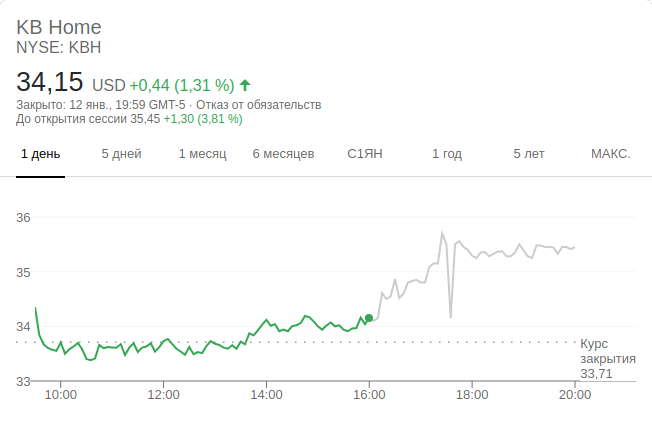 KB Home
NYSE: KBH
34,15 USD +0,44 (1,31 %)
Закрыто: 12 янв., 19:59 GMT-5 · Отказ от обязательств
До открытия сессии 35,45 +1,30 (3,81 %)
1 день 5 дней 1 месяц 6 месяцев С1ЯН 1 год 5 лет МАКС.
36
35
34
33
Курс
закрытия
33,71
10:00 12:00 14:00 16:00 18:00 20:00